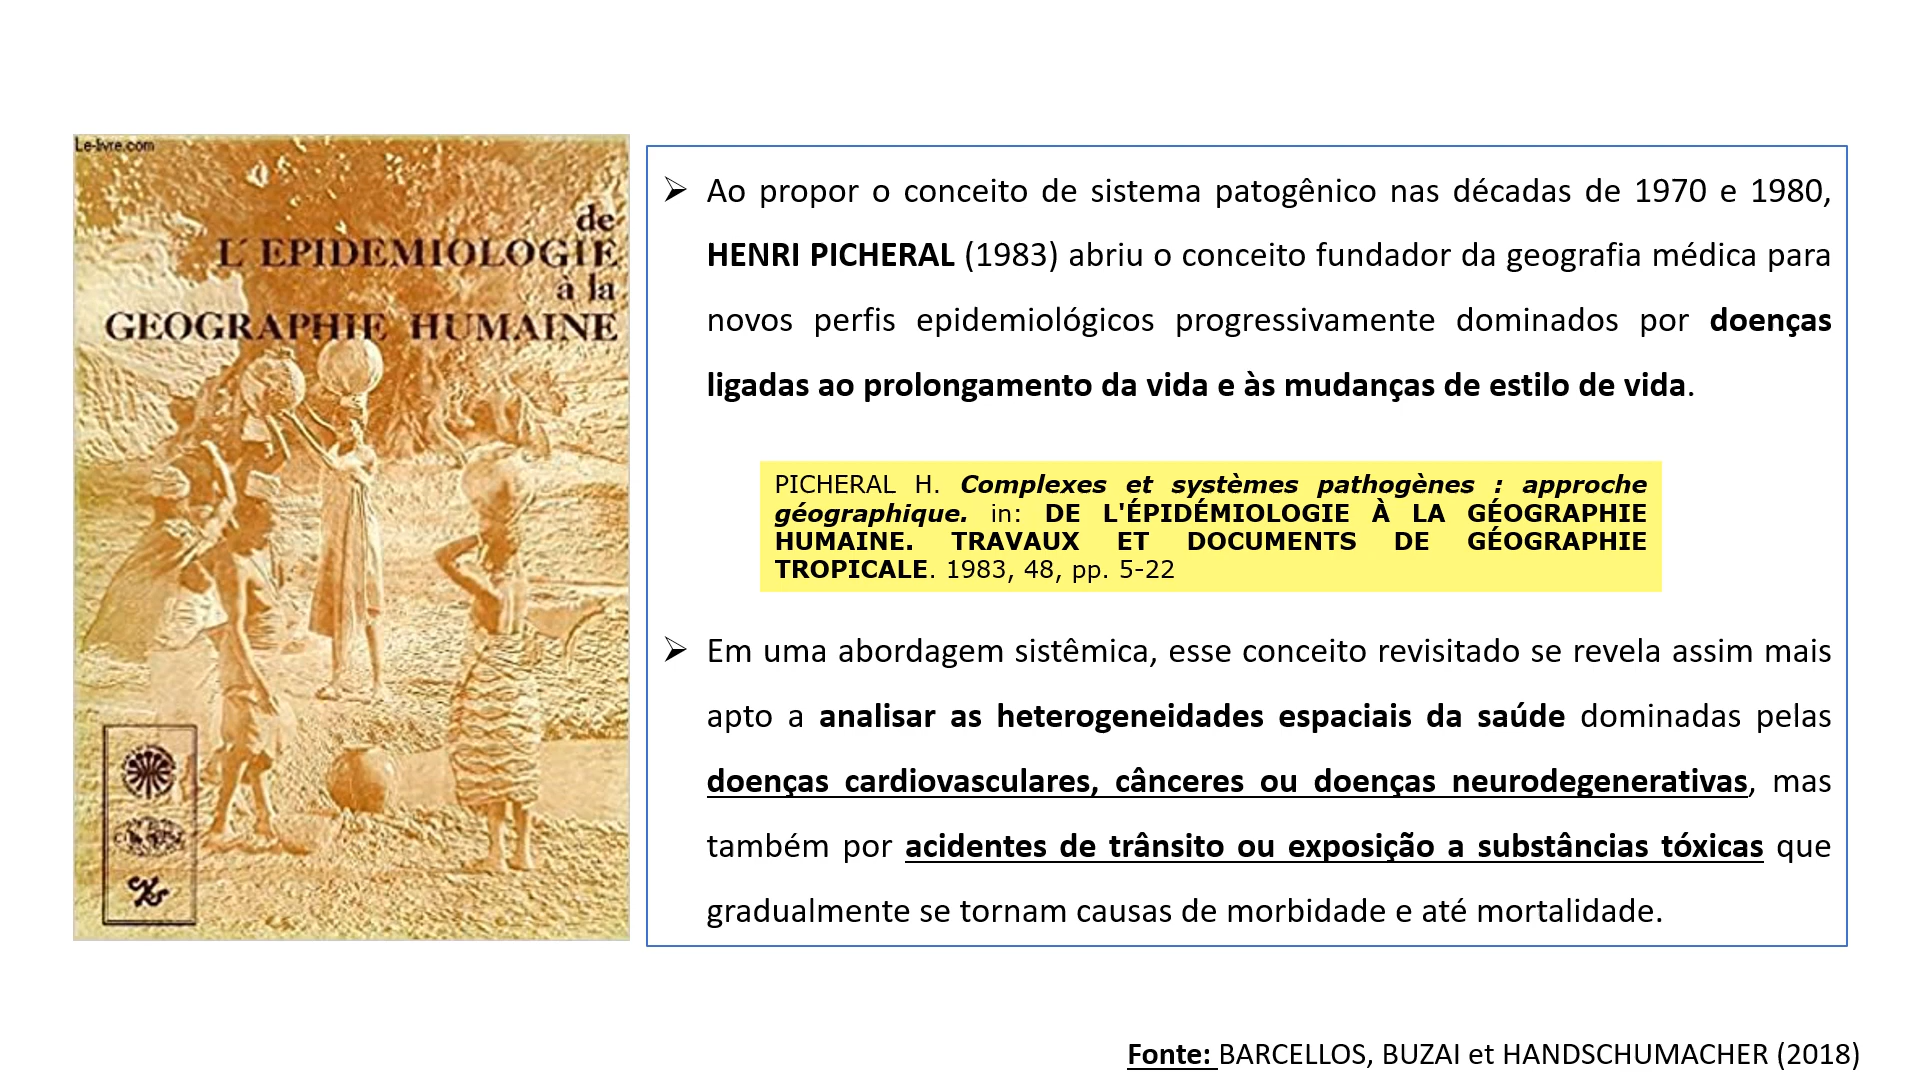 Le-livre.com
de
L'EPIDEMIOLOGIE
à la
GEOGRAPHIE HUMAINE
➢ Ao propor o conceito de sistema patogênico nas décadas de 1970 e 1980,
HENRI PICHERAL (1983) abriu o conceito fundador da geografia médica para
novos perfis epidemiológicos progressivamente dominados por doenças
ligadas ao prolongamento da vida e às mudanças de estilo de vida.
PICHERAL H. Complexes et systèmes pathogènes : approche
géographique. in: DE L'ÉPIDÉMIOLOGIE À LA GÉOGRAPHIE
HUMAINE. TRAVAUX ET DOCUMENTS DE GÉOGRAPHIE
TROPICALE. 1983, 48, pp. 5-22
➢ Em uma abordagem sistêmica, esse conceito revisitado se revela assim mais
apto a analisar as heterogeneidades espaciais da saúde dominadas pelas
doenças cardiovasculares, cânceres ou doenças neurodegenerativas, mas
também por acidentes de trânsito ou exposição a substâncias tóxicas que
gradualmente se tornam causas de morbidade e até mortalidade.
Fonte: BARCELLOS, BUZAI et HANDSCHUMACHER (2018)